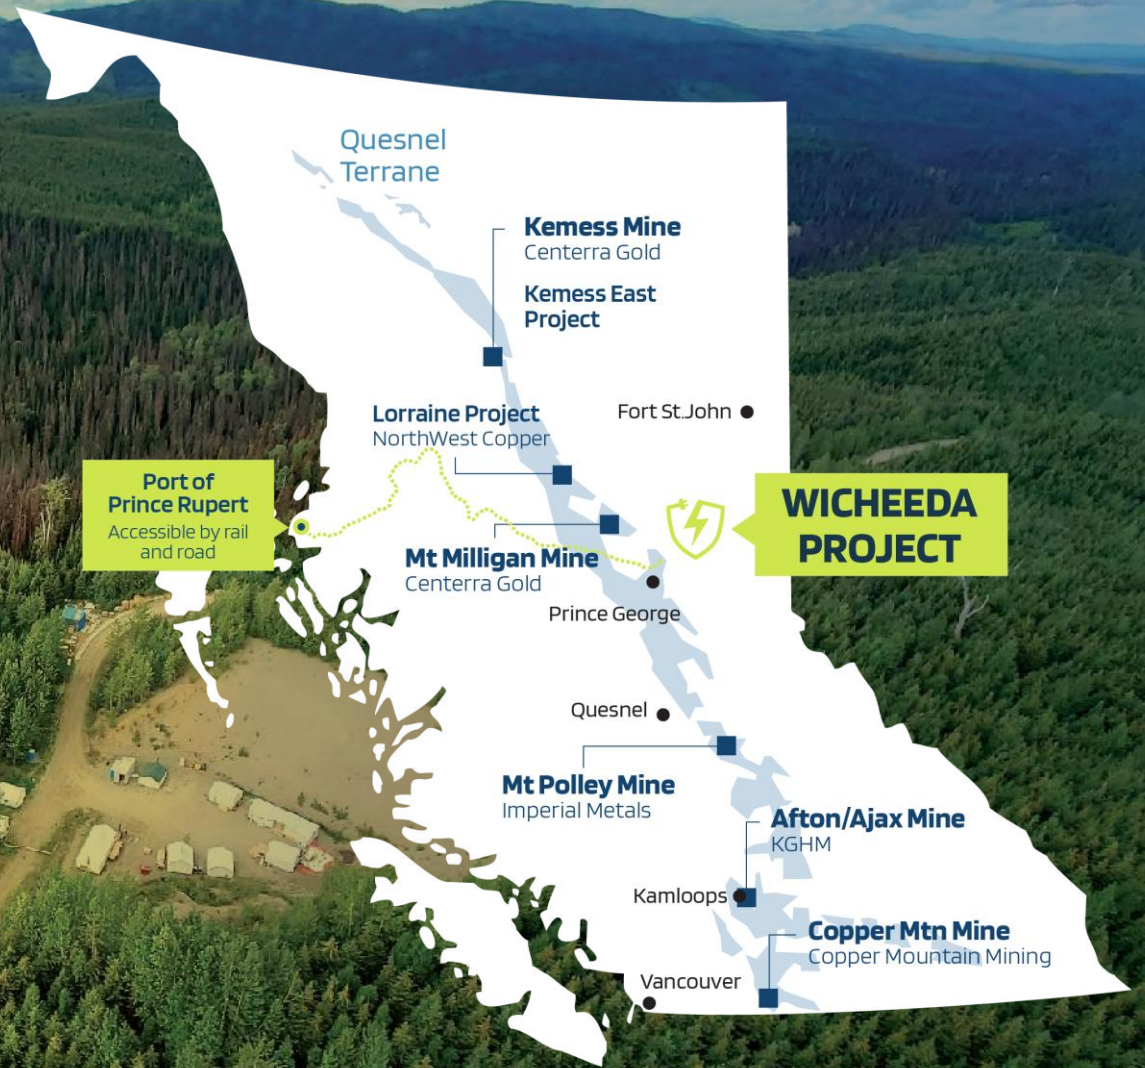 Quesnel
Terrane
Kemess Mine
Centerra Gold
Kemess East
Project
Lorraine Project
NorthWest Copper
Fort St.John
Port of
Prince Rupert
Accessible by rail
and road
WICHEEDA
PROJECT
Mt Milligan Mine
Centerra Gold
Prince George
Quesnel
Mt Polley Mine
Imperial Metals
Afton/Ajax Mine
KGHM
Kamloops
Copper Mtn Mine
Copper Mountain Mining
Vancouver